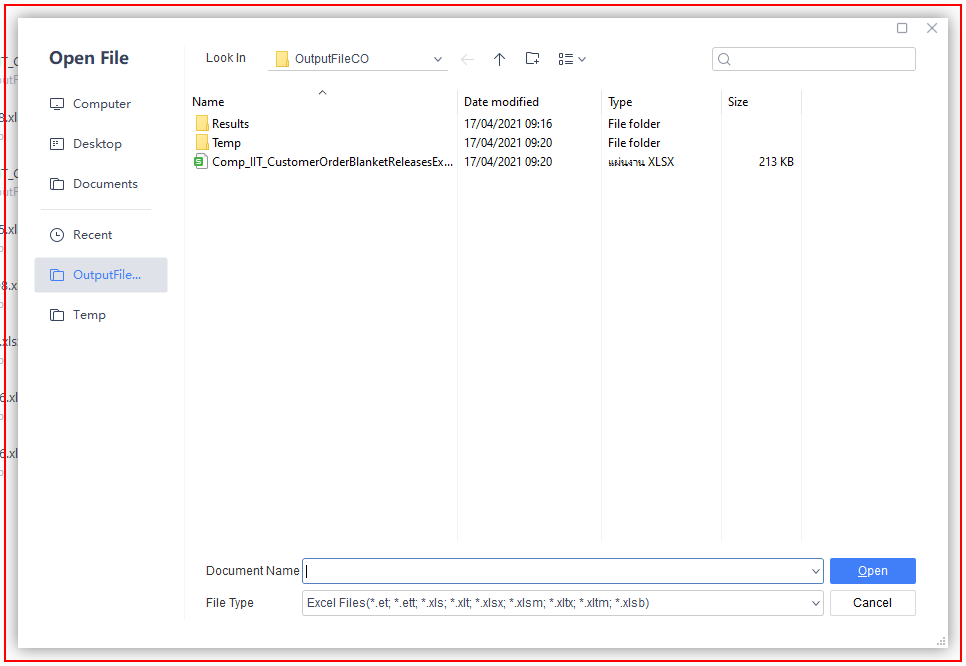 Open File
Computer
Desktop
Documents
Recent
OutputFile...
Temp
Look In OutputFileCO
Name Date modified Type Size
Results 17/04/2021 09:16 File folder
Temp 17/04/2021 09:20 File folder
Comp_IIT_CustomerOrderBlanketReleasesEx... 17/04/2021 09:20 แผ่นงาน XLSX 213 KB
Document Name Open
File Type Excel Files(*.et; *.ett; *.xls; *.xlt; *.xlsx; *.xlsm; *.xltx; *.xltm; *.xlsb) Cancel